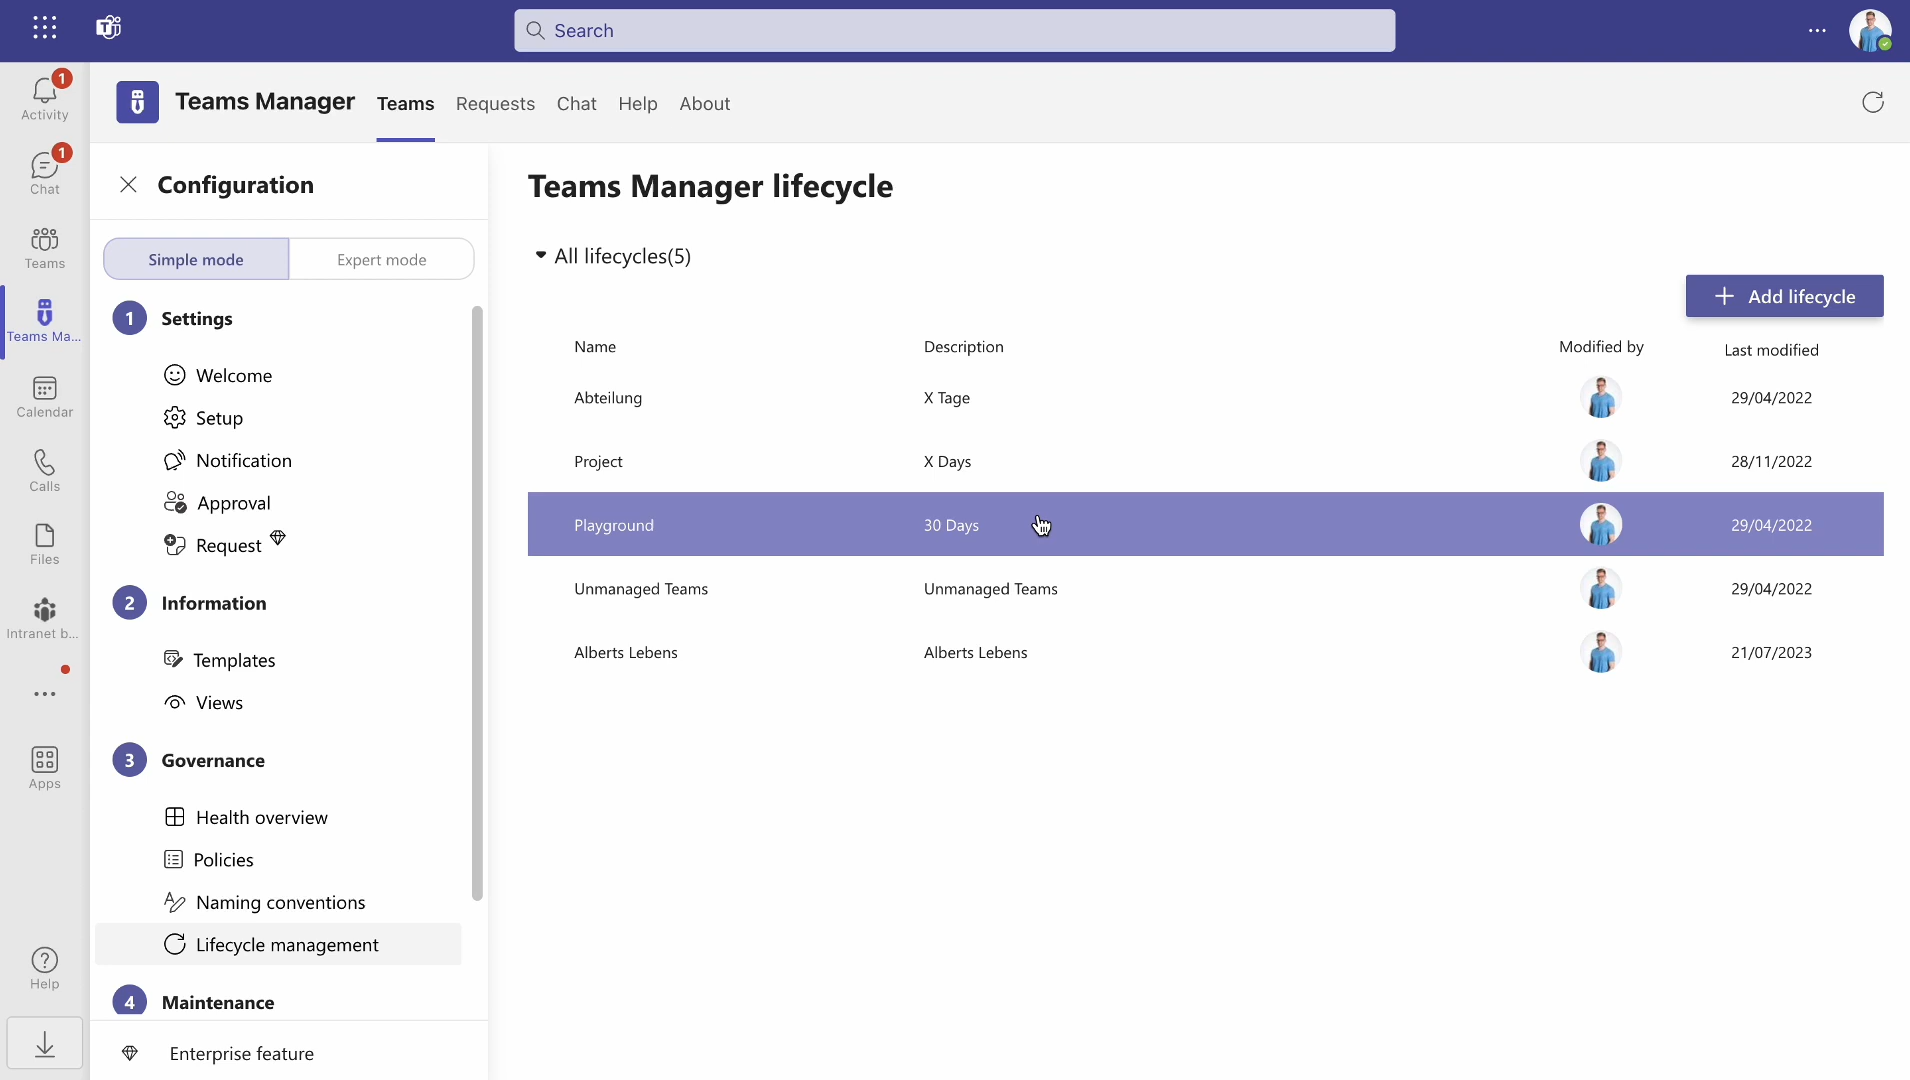 Search
1
Activity
1
Chat
Teams
Teams Ma...
Calendar
Calls
Files
Intranet b...
Apps
Help
Teams Manager
Teams
Requests
Chat
Help
About
Configuration
Simple mode
Expert mode
1 Settings
Welcome
Setup
Notification
Approval
Request
2 Information
Templates
Views
3 Governance
Health overview
Policies
Naming conventions
Lifecycle management
4 Maintenance
Enterprise feature
Teams Manager lifecycle
All lifecycles(5)
Add lifecycle
Name Description Modified by Last modified
Abteilung X Tage 29/04/2022
Project X Days 28/11/2022
Playground 30 Days 29/04/2022
Unmanaged Teams Unmanaged Teams 29/04/2022
Alberts Lebens Alberts Lebens 21/07/2023